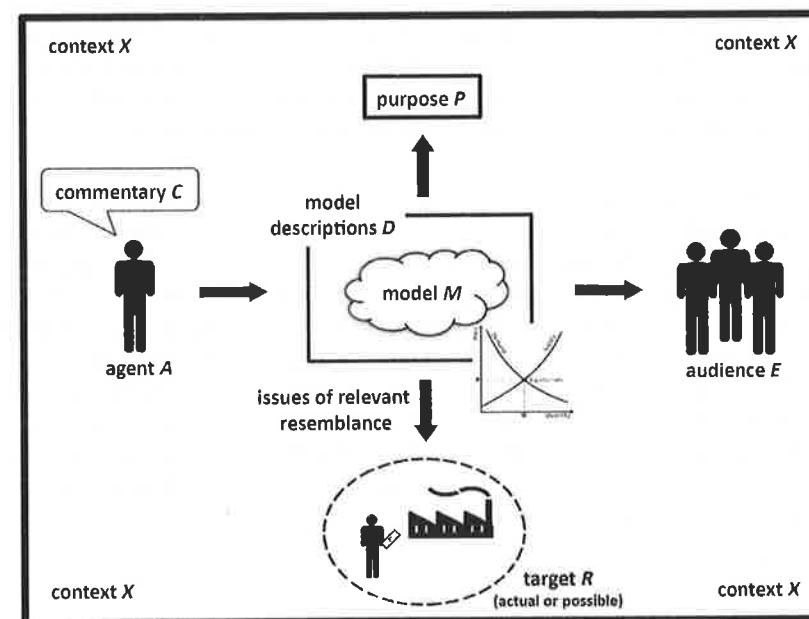 context X
context X
purpose P
commentary C
model
descriptions D
model M
agent A
audience E
issues of relevant
resemblance
target R
(actual or possible)
context X
context X